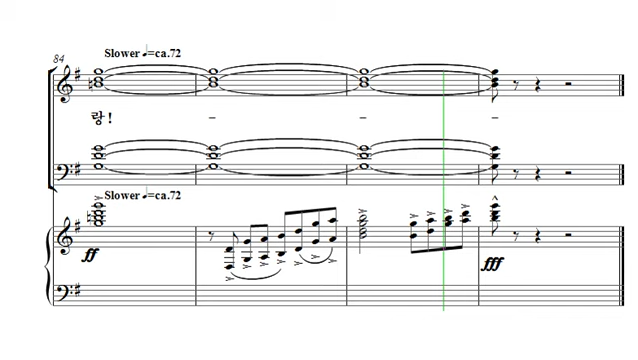 84
Slower ♩=ca.72
랑! - - -
Slower ♩=ca.72
ff
fff